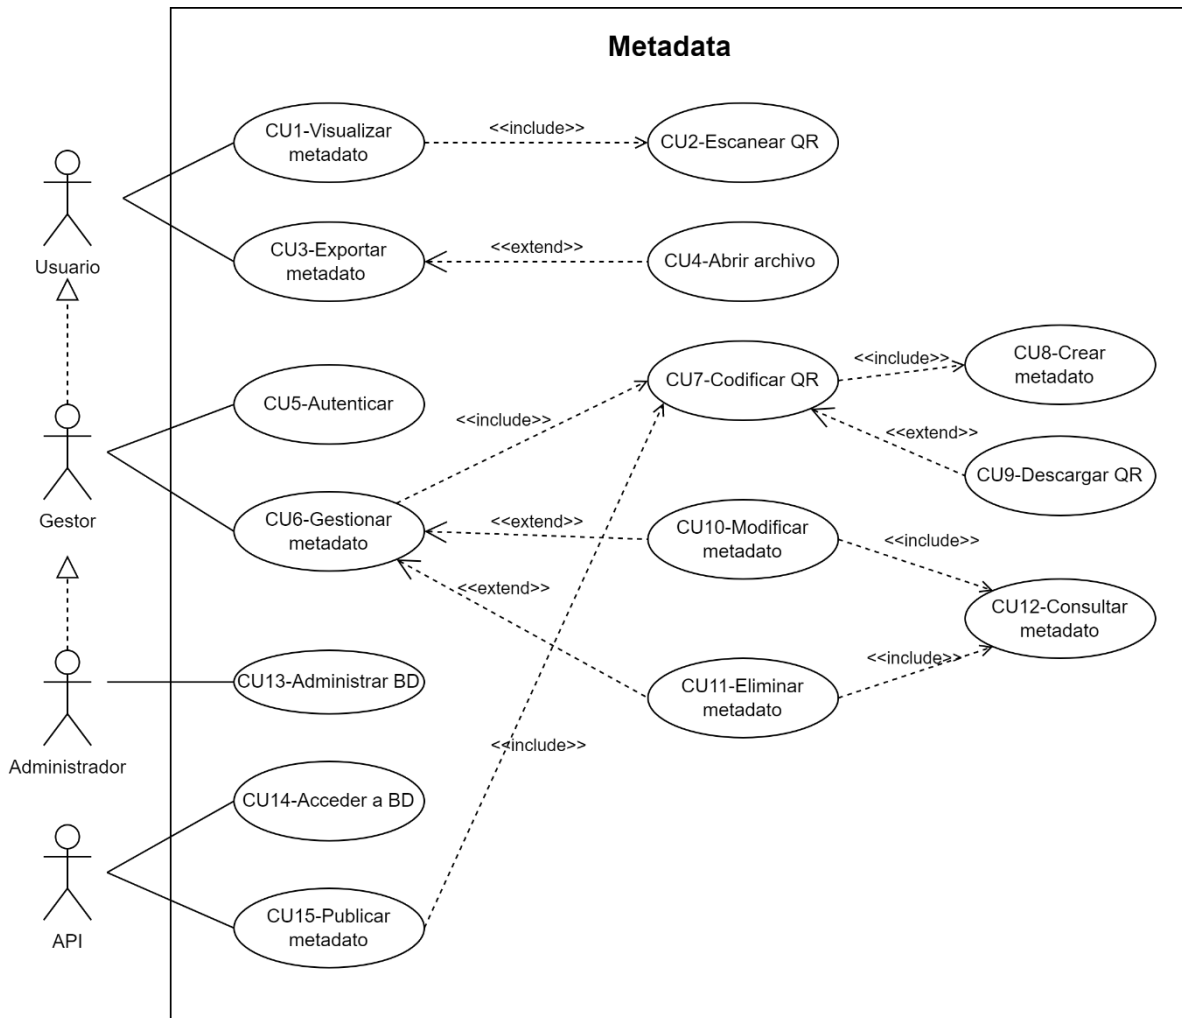 Metadata
CU1-Visualizar
metadato
<<include>>
CU2-Escanear QR
Usuario
CU3-Exportar
metadato
<<extend>>
CU4-Abrir archivo
CU5-Autenticar
<<include>>
CU7-Codificar QR
<<include>>
CU8-Crear
metadato
<<extend>>
CU9-Descargar QR
Gestor
CU6-Gestionar
metadato
<<extend>>
CU10-Modificar
metadato
<<include>>
<<extend>>
CU12-Consultar
metadato
<<include>>
CU11-Eliminar
metadato
Administrador
CU13-Administrar BD
<<include>>
CU14-Acceder a BD
API
CU15-Publicar
metadato